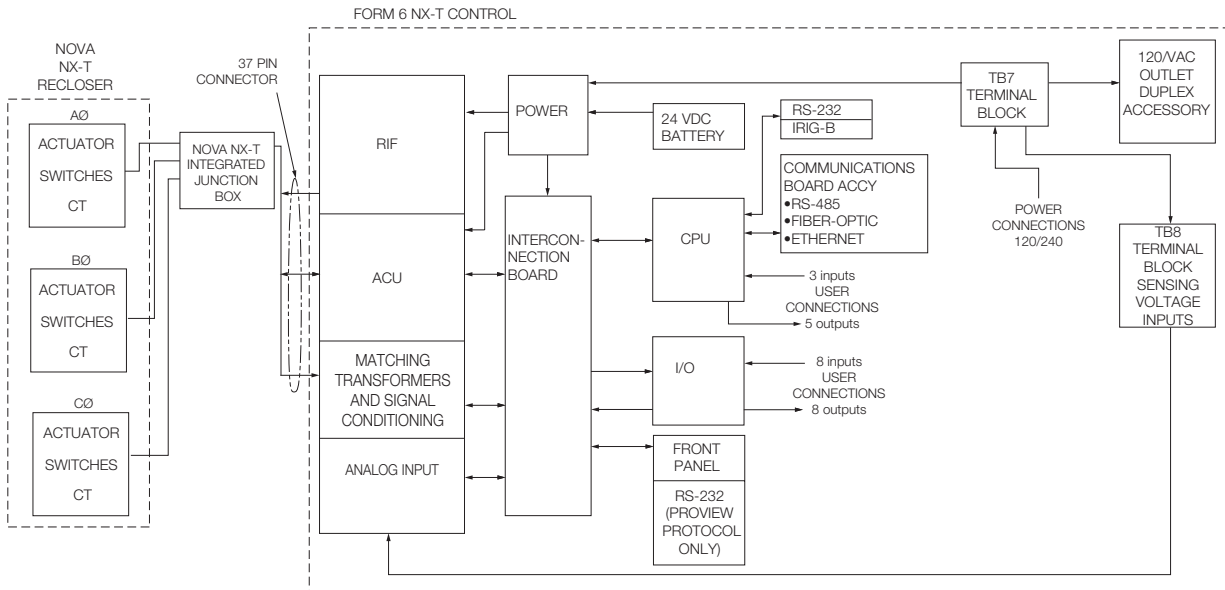 FORM 6 NX-T CONTROL
NOVA
NX-T
RECLOSER
AØ
ACTUATOR
SWITCHES
CT
BØ
ACTUATOR
SWITCHES
CT
CØ
ACTUATOR
SWITCHES
CT
NOVA NX-T
INTEGRATED
JUNCTION
BOX
37 PIN
CONNECTOR
RIF
ACU
MATCHING
TRANSFORMERS
AND SIGNAL
CONDITIONING
ANALOG INPUT
POWER
INTERCON-
NECTION
BOARD
24 VDC
BATTERY
CPU
I/O
FRONT
PANEL
RS-232
(PROVIEW
PROTOCOL
ONLY)
RS-232
IRIG-B
COMMUNICATIONS
BOARD ACCY
•RS-485
•FIBER-OPTIC
•ETHERNET
3 inputs
USER
CONNECTIONS
5 outputs
8 inputs
USER
CONNECTIONS
8 outputs
TB7
TERMINAL
BLOCK
POWER
CONNECTIONS
120/240
120/VAC
OUTLET
DUPLEX
ACCESSORY
TB8
TERMINAL
BLOCK
SENSING
VOLTAGE
INPUTS